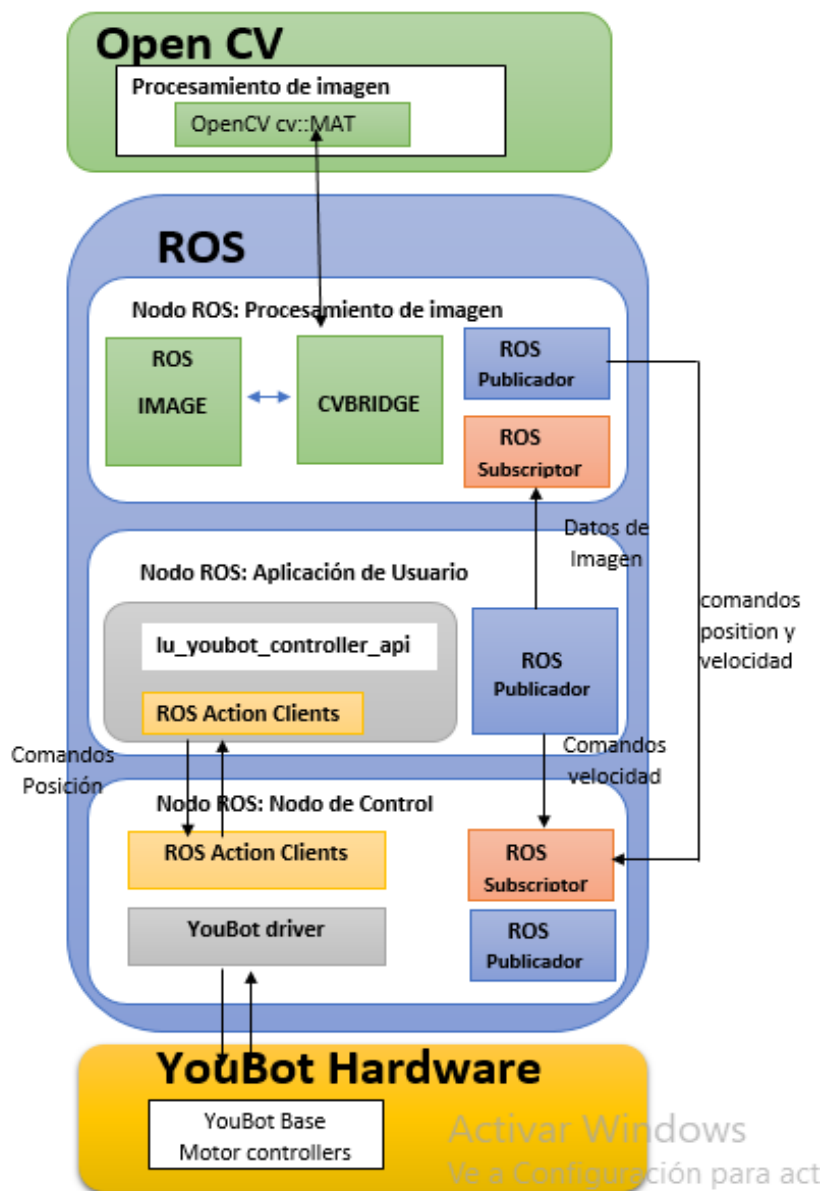 Open CV
Procesamiento de imagen
OpenCV cv::MAT
ROS
Nodo ROS: Procesamiento de imagen
ROS
IMAGE
CVBRIDGE
ROS
Publicador
ROS
Subscriptor
Datos de
Imagen
comandos
position y
velocidad
Nodo ROS: Aplicación de Usuario
lu_youbot_controller_api
ROS Action Clients
ROS
Publicador
Comandos
Posición
Comandos
velocidad
Nodo ROS: Nodo de Control
ROS Action Clients
YouBot driver
ROS
Subscriptor
ROS
Publicador
YouBot Hardware
YouBot Base
Motor controllers
Activar Windows
Ve a Configuración para act